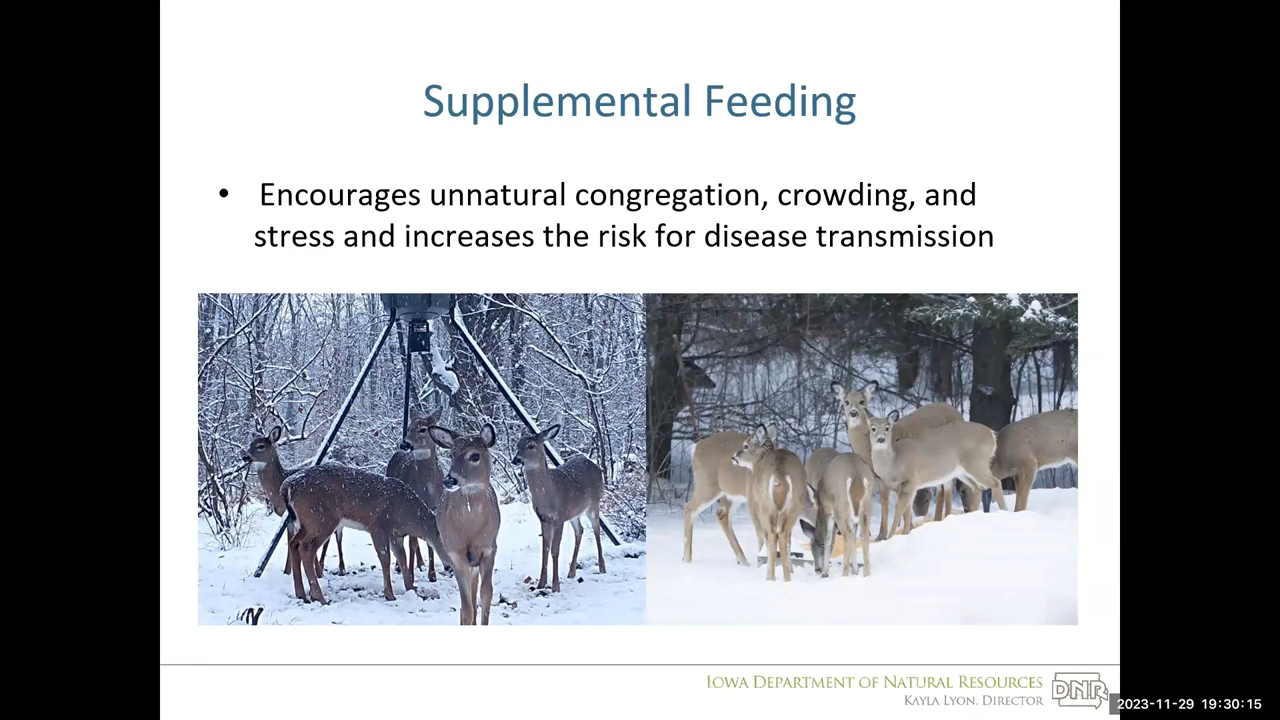 Supplemental Feeding
• Encourages unnatural congregation, crowding, and
stress and increases the risk for disease transmission
Iowa Department of Natural Resources
Kayla Lyon, Director
DNR
2023-11-29 19:30:15